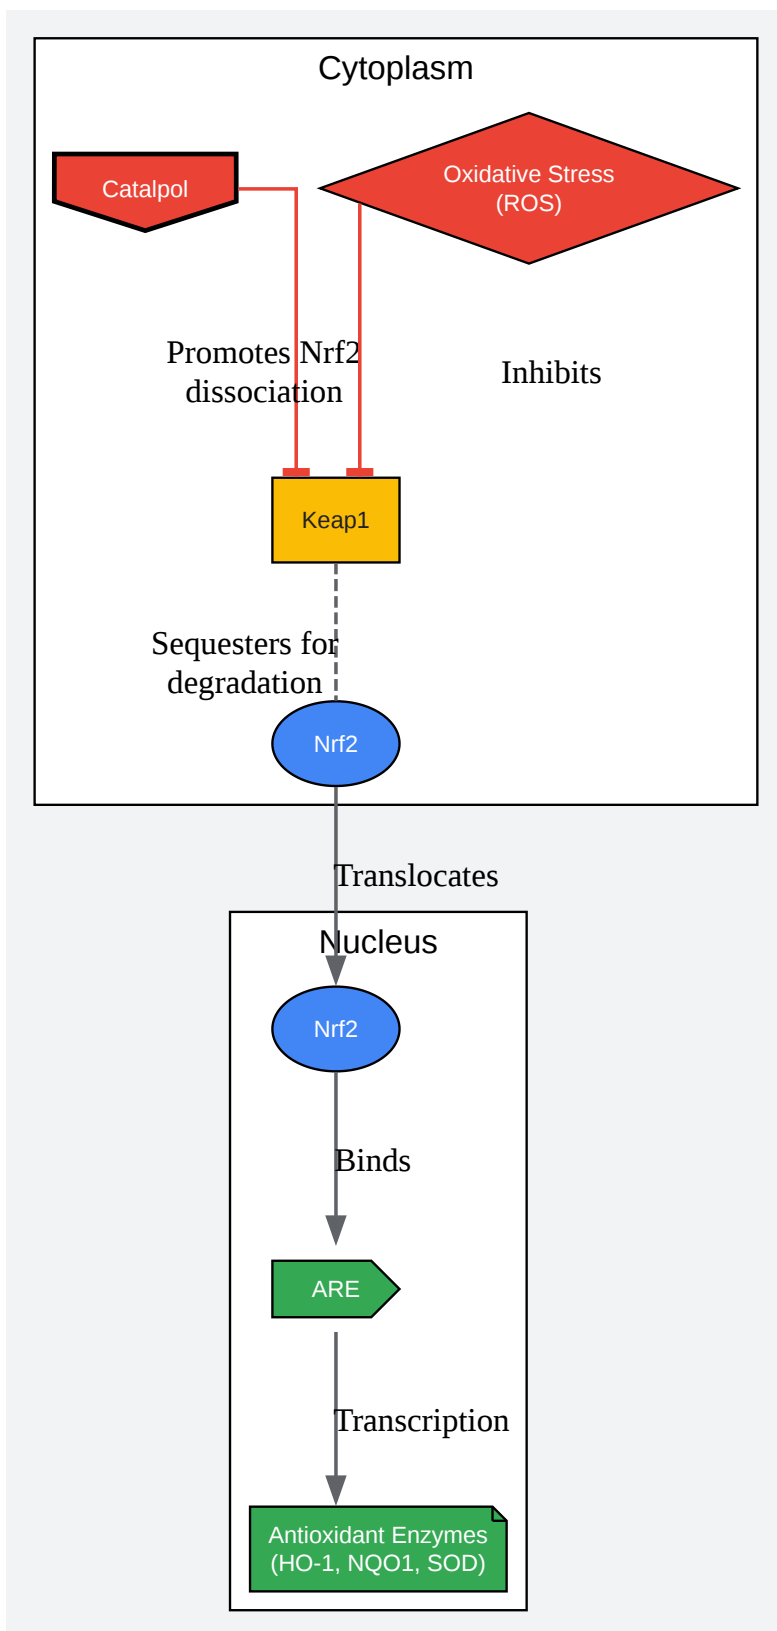 Cytoplasm
Catalpol
Oxidative Stress
(ROS)
Promotes Nrf2
dissociation
Inhibits
Keap1
Sequesters for
degradation
Nrf2
Translocates
Nucleus
Nrf2
Binds
ARE
Transcription
Antioxidant Enzymes
(HO-1, NQO1, SOD)